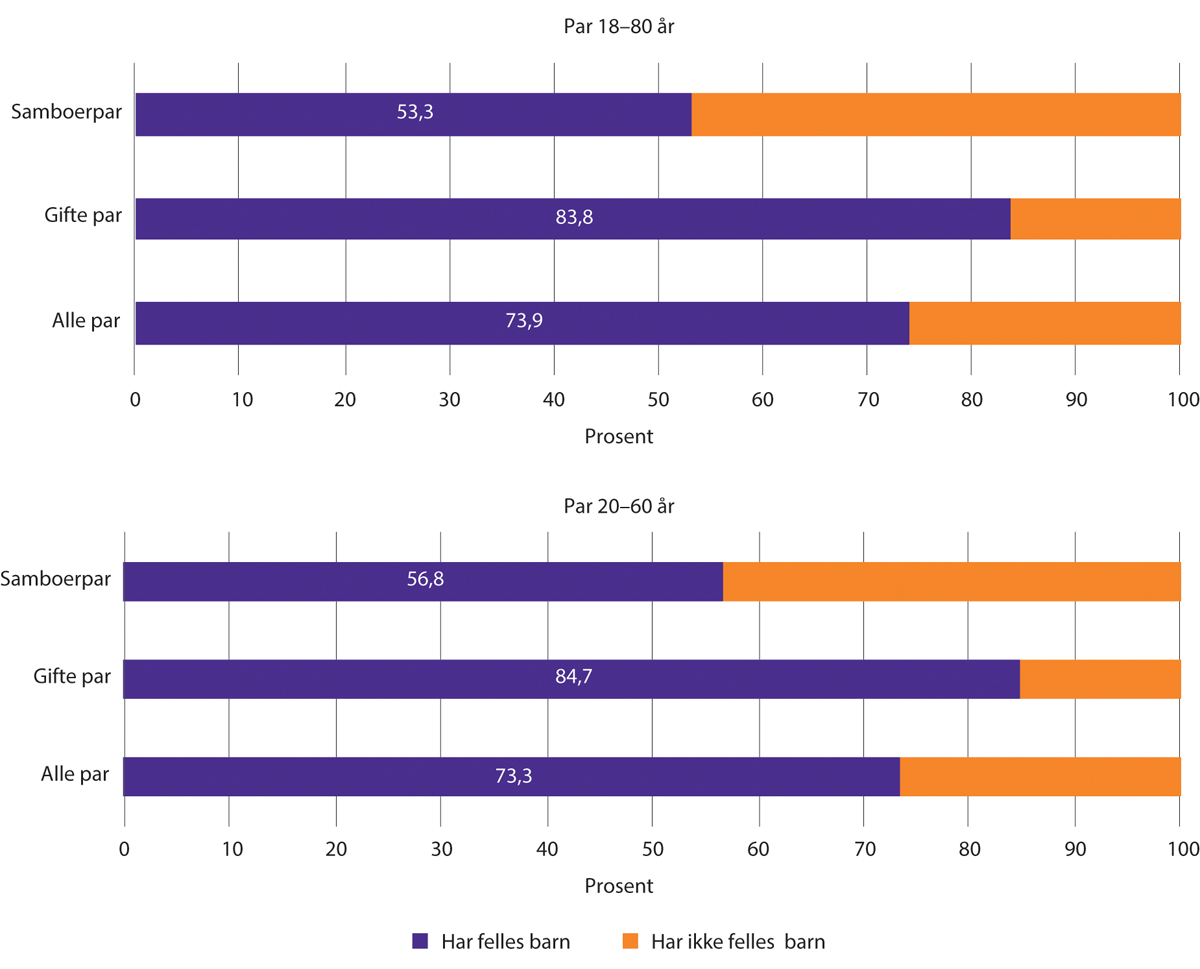 Par 18–80 år
Samboerpar
53,3
Gifte par
83,8
Alle par
73,9
0 10 20 30 40 50 60 70 80 90 100
Prosent
Par 20–60 år
Samboerpar
56,8
Gifte par
84,7
Alle par
73,3
0 10 20 30 40 50 60 70 80 90 100
Prosent
Har felles barn Har ikke felles barn